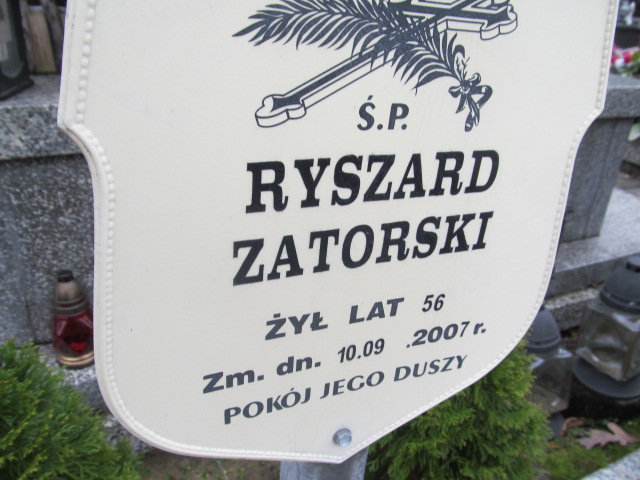 Ś.P.
RYSZARD
ZATORSKI
ŻYŁ LAT 56
Zm. dn. 10.09 .2007 r.
POKÓJ JEGO DUSZY